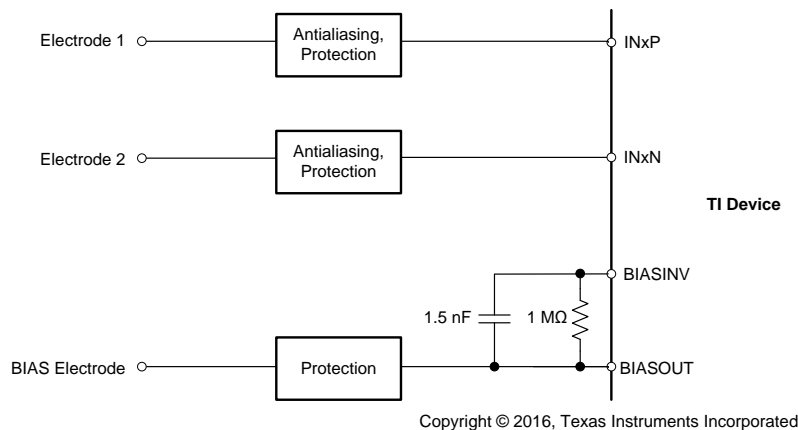 Electrode 1
Antialiasing,
Protection
INxP
Electrode 2
Antialiasing,
Protection
INxN
TI Device
BIASINV
1.5 nF
1 MΩ
BIAS Electrode
Protection
BIASOUT
Copyright © 2016, Texas Instruments Incorporated